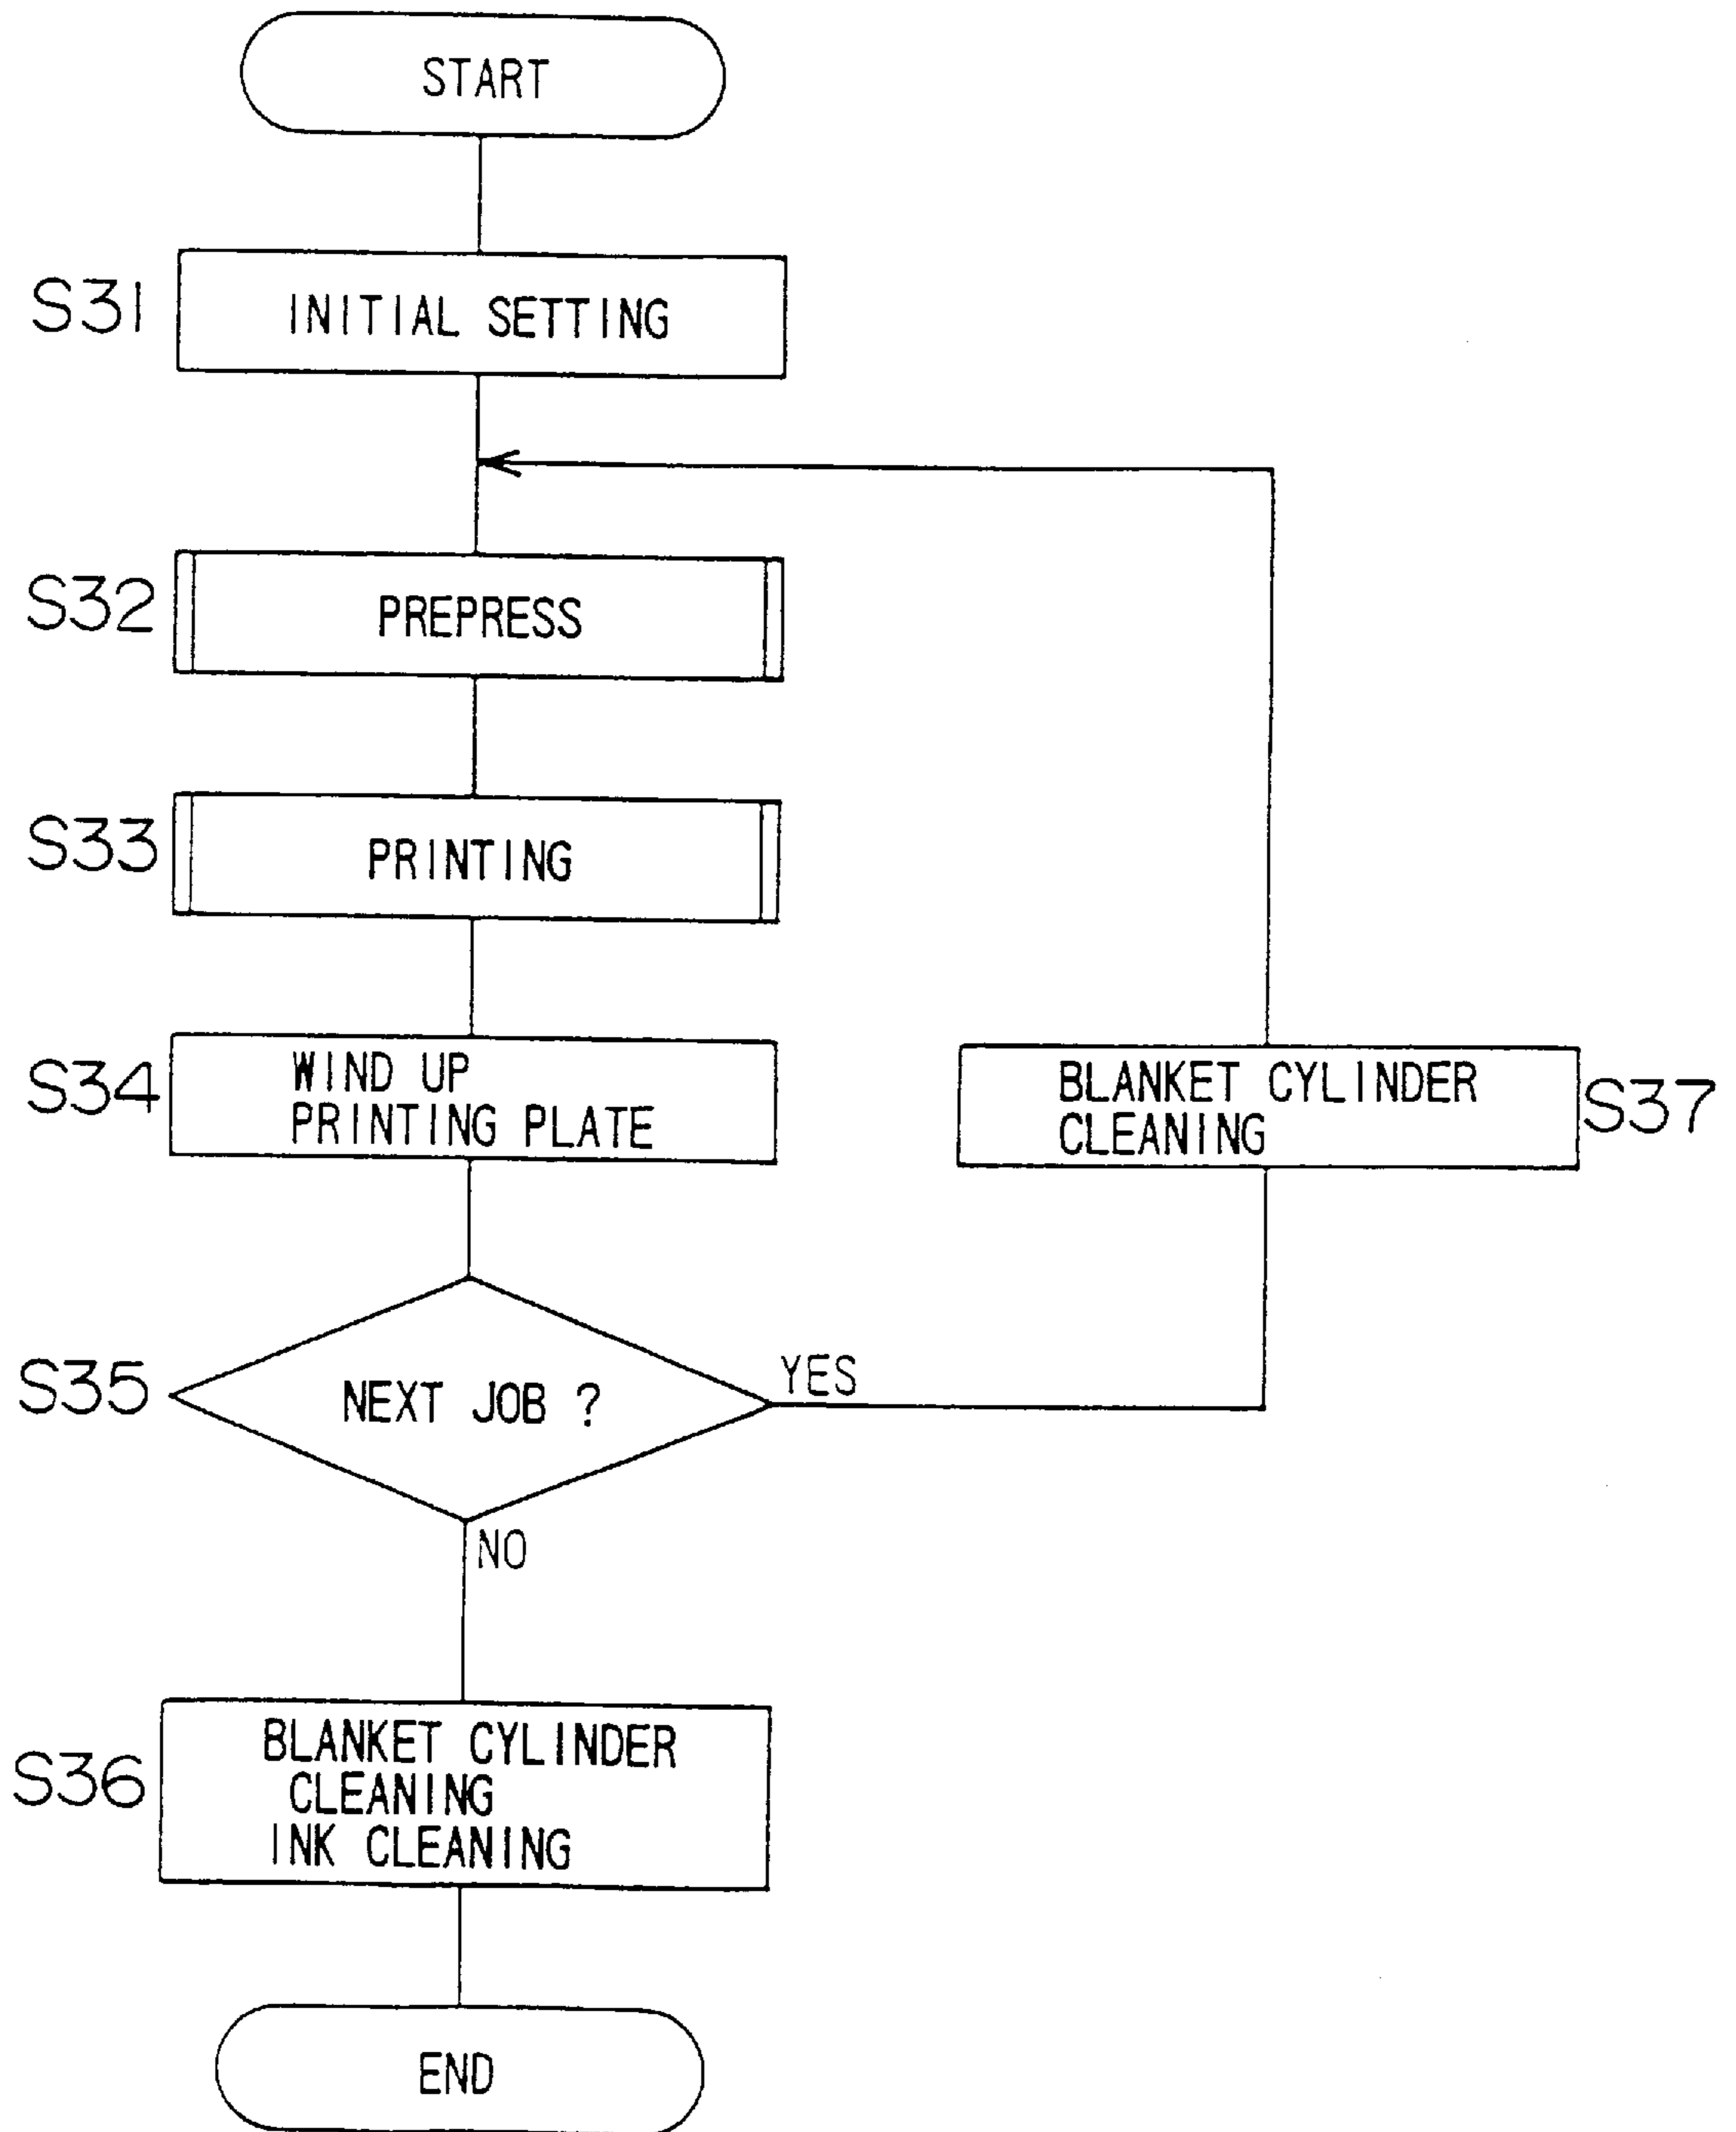 START
S31
INITIAL SETTING
S32
PREPRESS
S33
PRINTING
S34
WIND UP
PRINTING PLATE
BLANKET CYLINDER
CLEANING
S37
S35
NEXT JOB ?
YES
NO
S36
BLANKET CYLINDER
CLEANING
INK CLEANING
END